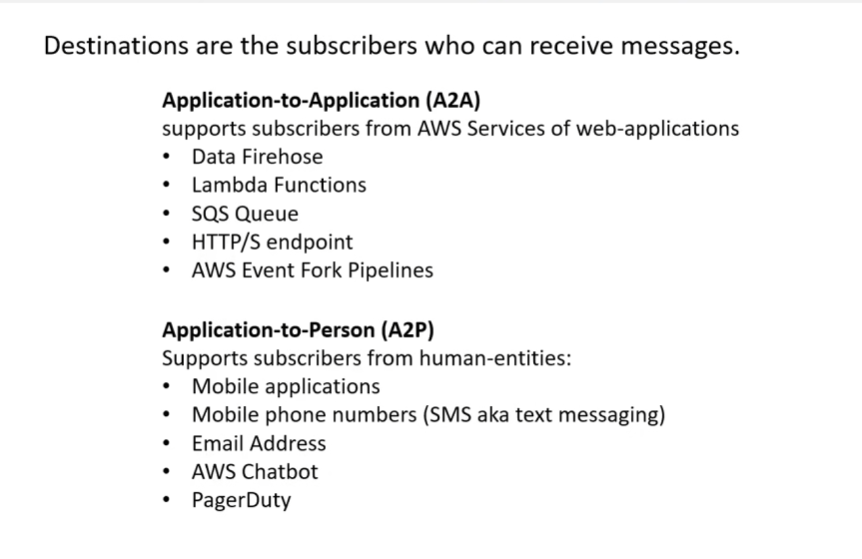 Destinations are the subscribers who can receive messages.
Application-to-Application (A2A)
supports subscribers from AWS Services of web-applications
• Data Firehose
• Lambda Functions
• SQS Queue
• HTTP/S endpoint
• AWS Event Fork Pipelines
Application-to-Person (A2P)
Supports subscribers from human-entities:
• Mobile applications
• Mobile phone numbers (SMS aka text messaging)
• Email Address
• AWS Chatbot
• PagerDuty